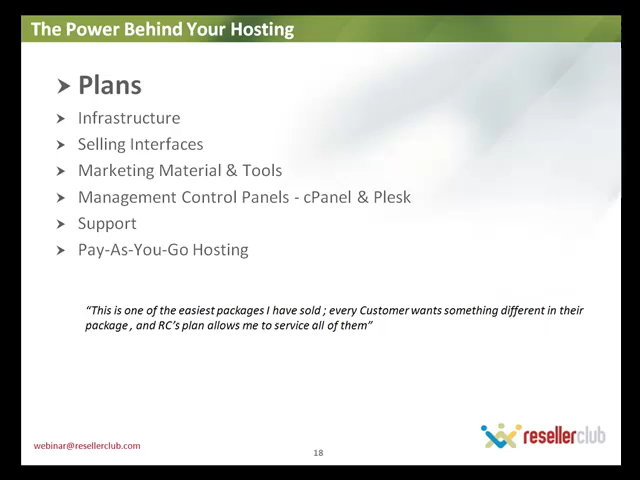 The Power Behind Your Hosting
Plans
Infrastructure
Selling Interfaces
Marketing Material & Tools
Management Control Panels - cPanel & Plesk
Support
Pay-As-You-Go Hosting
“This is one of the easiest packages I have sold ; every Customer wants something different in their
package , and RC’s plan allows me to service all of them”
webinar@resellerclub.com
18
resellerclub